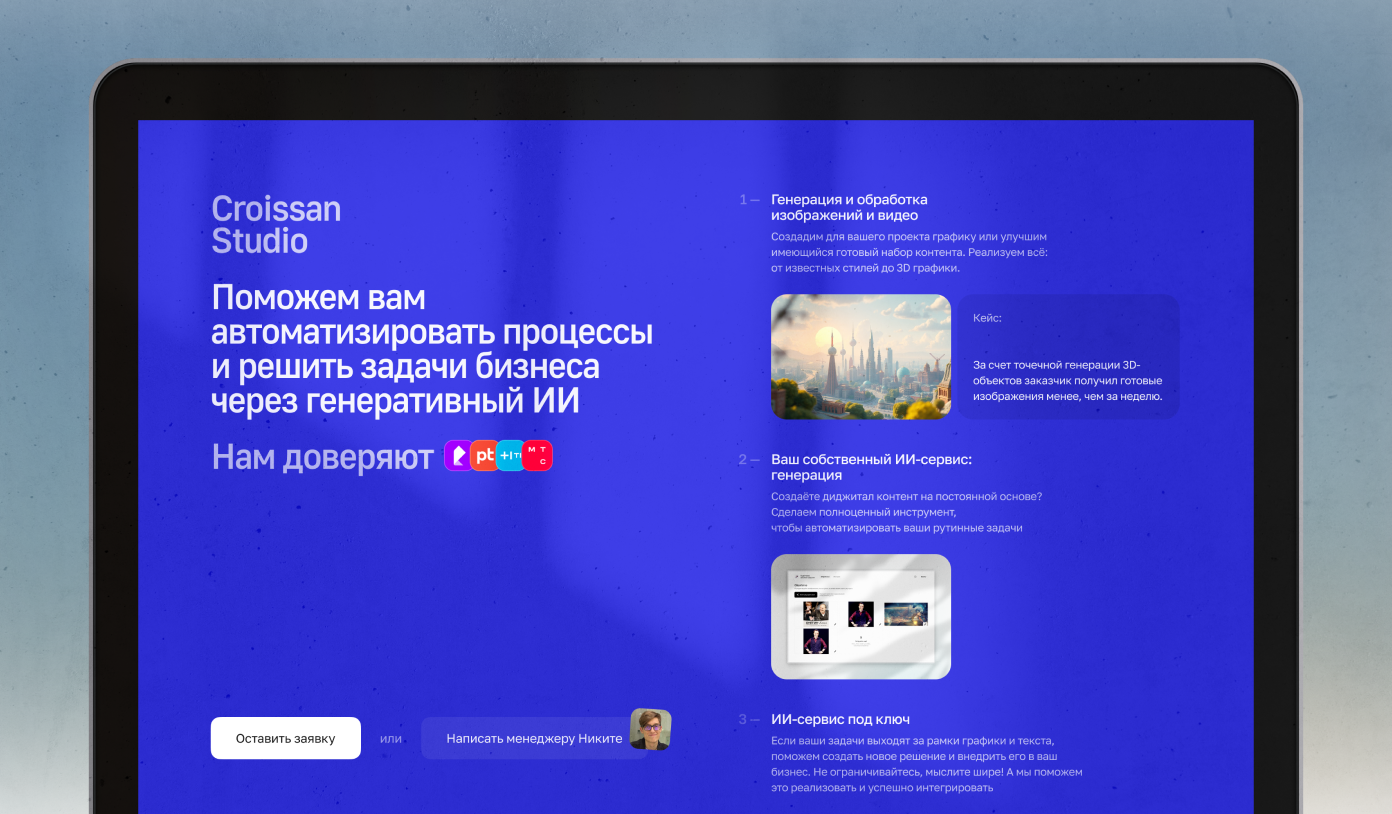 Croissan
Studio
Поможем вам
автоматизировать процессы
и решить задачи бизнеса
через генеративный ИИ
Нам доверяют
pt
МТС
Оставить заявку
или
Написать менеджеру Никите
1 —
Генерация и обработка
изображений и видео
Создадим для вашего проекта графику или улучшим
имеющийся готовый набор контента. Реализуем всё:
от известных стилей до 3D графики.
Кейс:
За счет точечной генерации 3D-
объектов заказчик получил готовые
изображения менее, чем за неделю.
2 —
Ваш собственный ИИ-сервис:
генерация
Создаёте диджитал контент на постоянной основе?
Сделаем полноценный инструмент,
чтобы автоматизировать ваши рутинные задачи
3 —
ИИ-сервис под ключ
Если ваши задачи выходят за рамки графики и текста,
поможем создать новое решение и внедрить его в ваш
бизнес. Не ограничивайтесь, мыслите шире! А мы поможем
это реализовать и успешно интегрировать